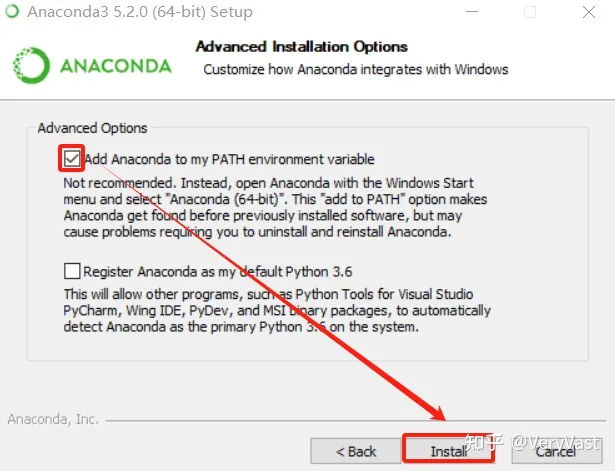 Anaconda3 5.2.0 (64-bit) Setup
Advanced Installation Options
Customize how Anaconda integrates with Windows
ANACONDA
Advanced Options
Add Anaconda to my PATH environment variable
Not recommended. Instead, open Anaconda with the Windows Start
menu and select "Anaconda (64-bit)". This "add to PATH" option makes
Anaconda get found before previously installed software, but may
cause problems requiring you to uninstall and reinstall Anaconda.
Register Anaconda as my default Python 3.6
This will allow other programs, such as Python Tools for Visual Studio
PyCharm, Wing IDE, PyDev, and MSI binary packages, to automatically
detect Anaconda as the primary Python 3.6 on the system.
Anaconda, Inc.
< Back
Install
Cancel
知乎 @VeryVast